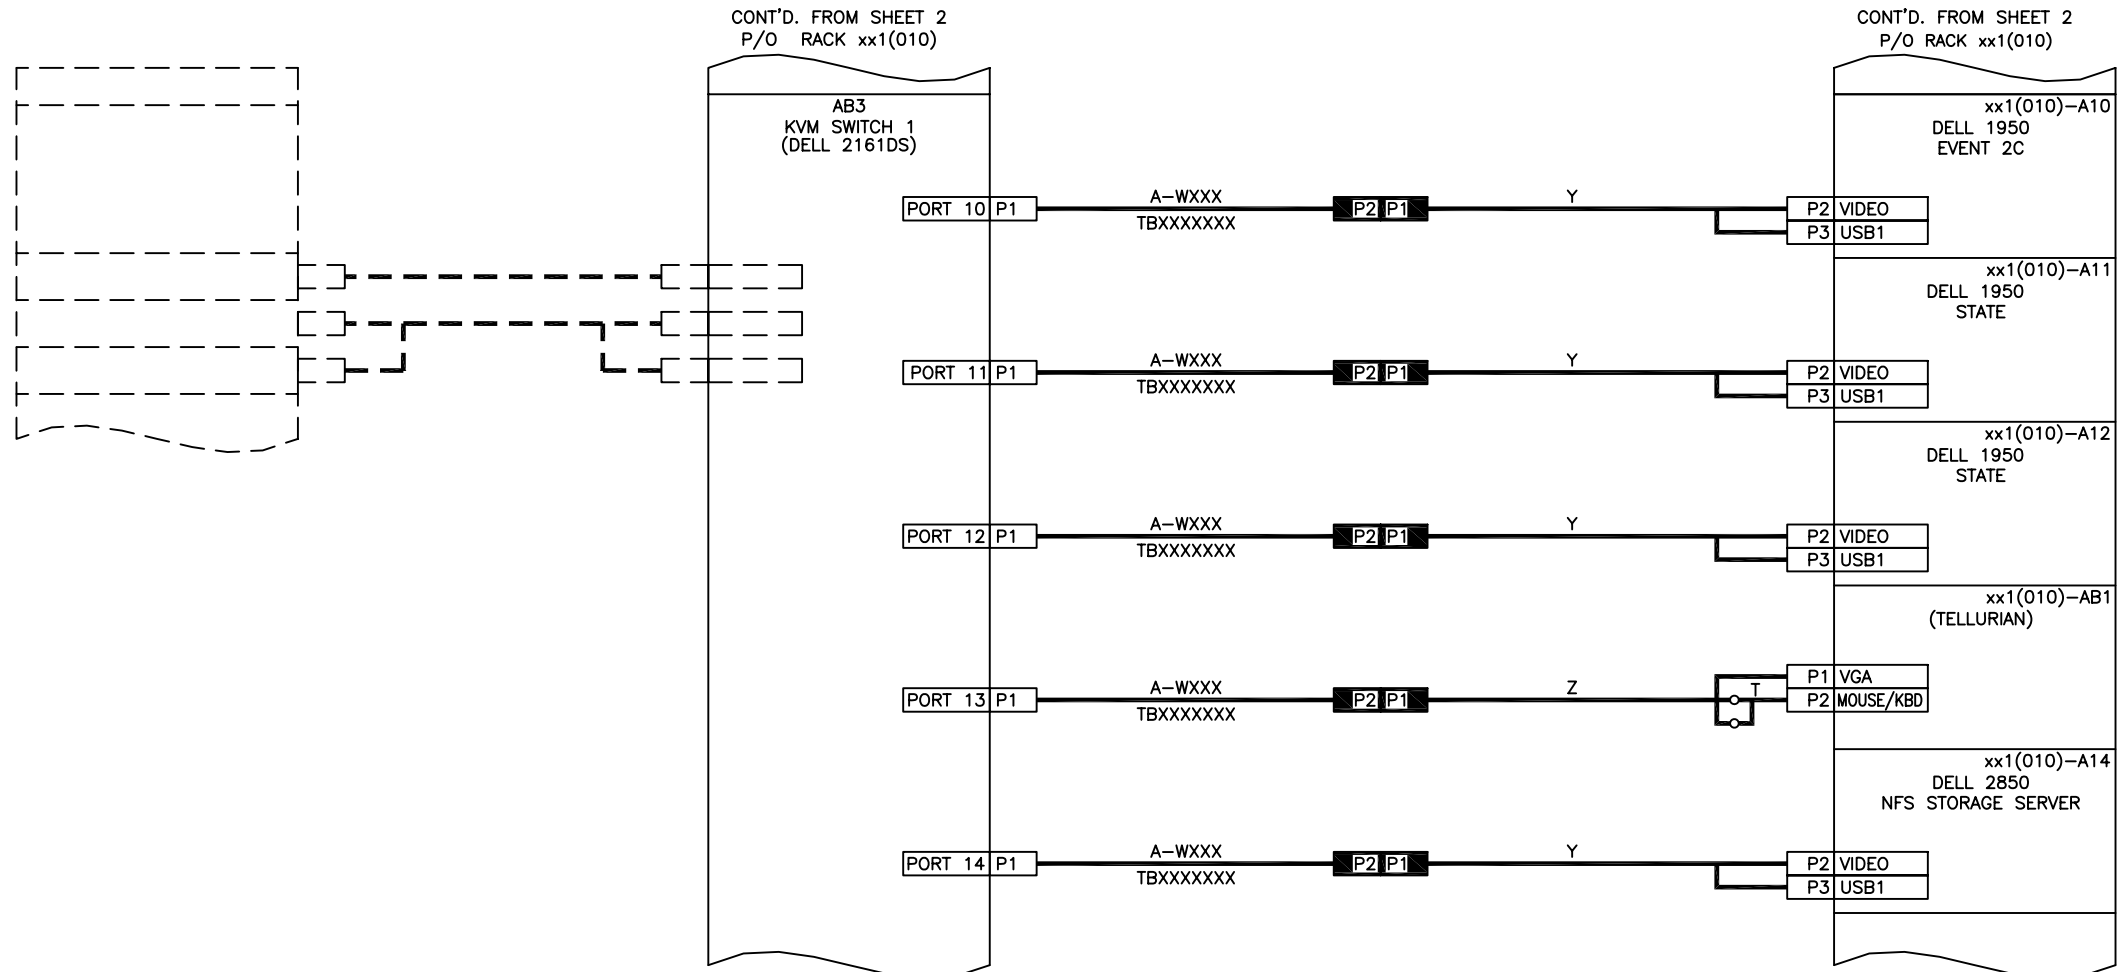 CONT'D. FROM SHEET 2
P/O RACK xx1(010)
CONT'D. FROM SHEET 2
P/O RACK xx1(010)
AB3
KVM SWITCH 1
(DELL 2161DS)
xx1(010)-A10
DELL 1950
EVENT 2C
PORT 10 P1
A-WXXX
TBXXXXXXX
P2 P1
Y
P2 VIDEO
P3 USB1
xx1(010)-A11
DELL 1950
STATE
PORT 11 P1
A-WXXX
TBXXXXXXX
P2 P1
Y
P2 VIDEO
P3 USB1
xx1(010)-A12
DELL 1950
STATE
PORT 12 P1
A-WXXX
TBXXXXXXX
P2 P1
Y
P2 VIDEO
P3 USB1
xx1(010)-AB1
(TELLURIAN)
PORT 13 P1
A-WXXX
TBXXXXXXX
P2 P1
Z
T
P1 VGA
P2 MOUSE/KBD
xx1(010)-A14
DELL 2850
NFS STORAGE SERVER
PORT 14 P1
A-WXXX
TBXXXXXXX
P2 P1
Y
P2 VIDEO
P3 USB1